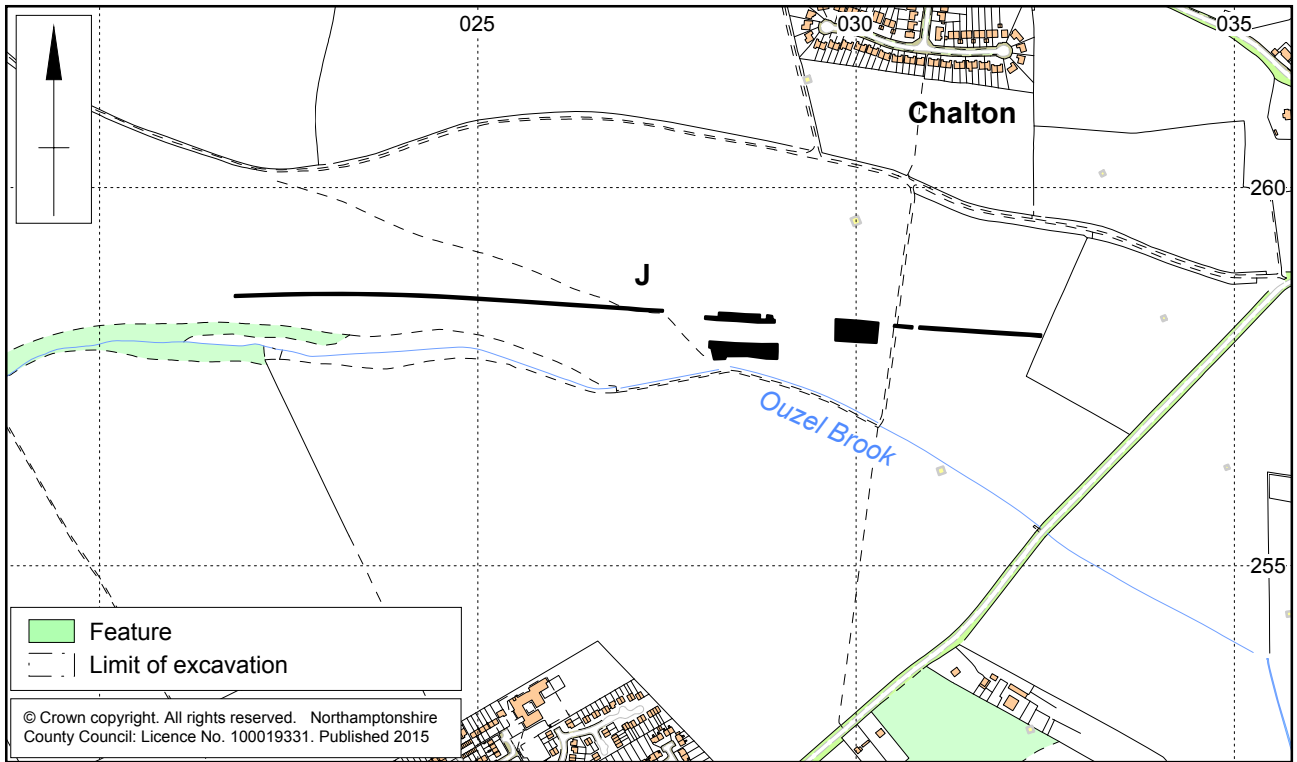 025
030
035
Chalton
260
J
Ouzel Brook
255
Feature
Limit of excavation
© Crown copyright. All rights reserved. Northamptonshire
County Council: Licence No. 100019331. Published 2015